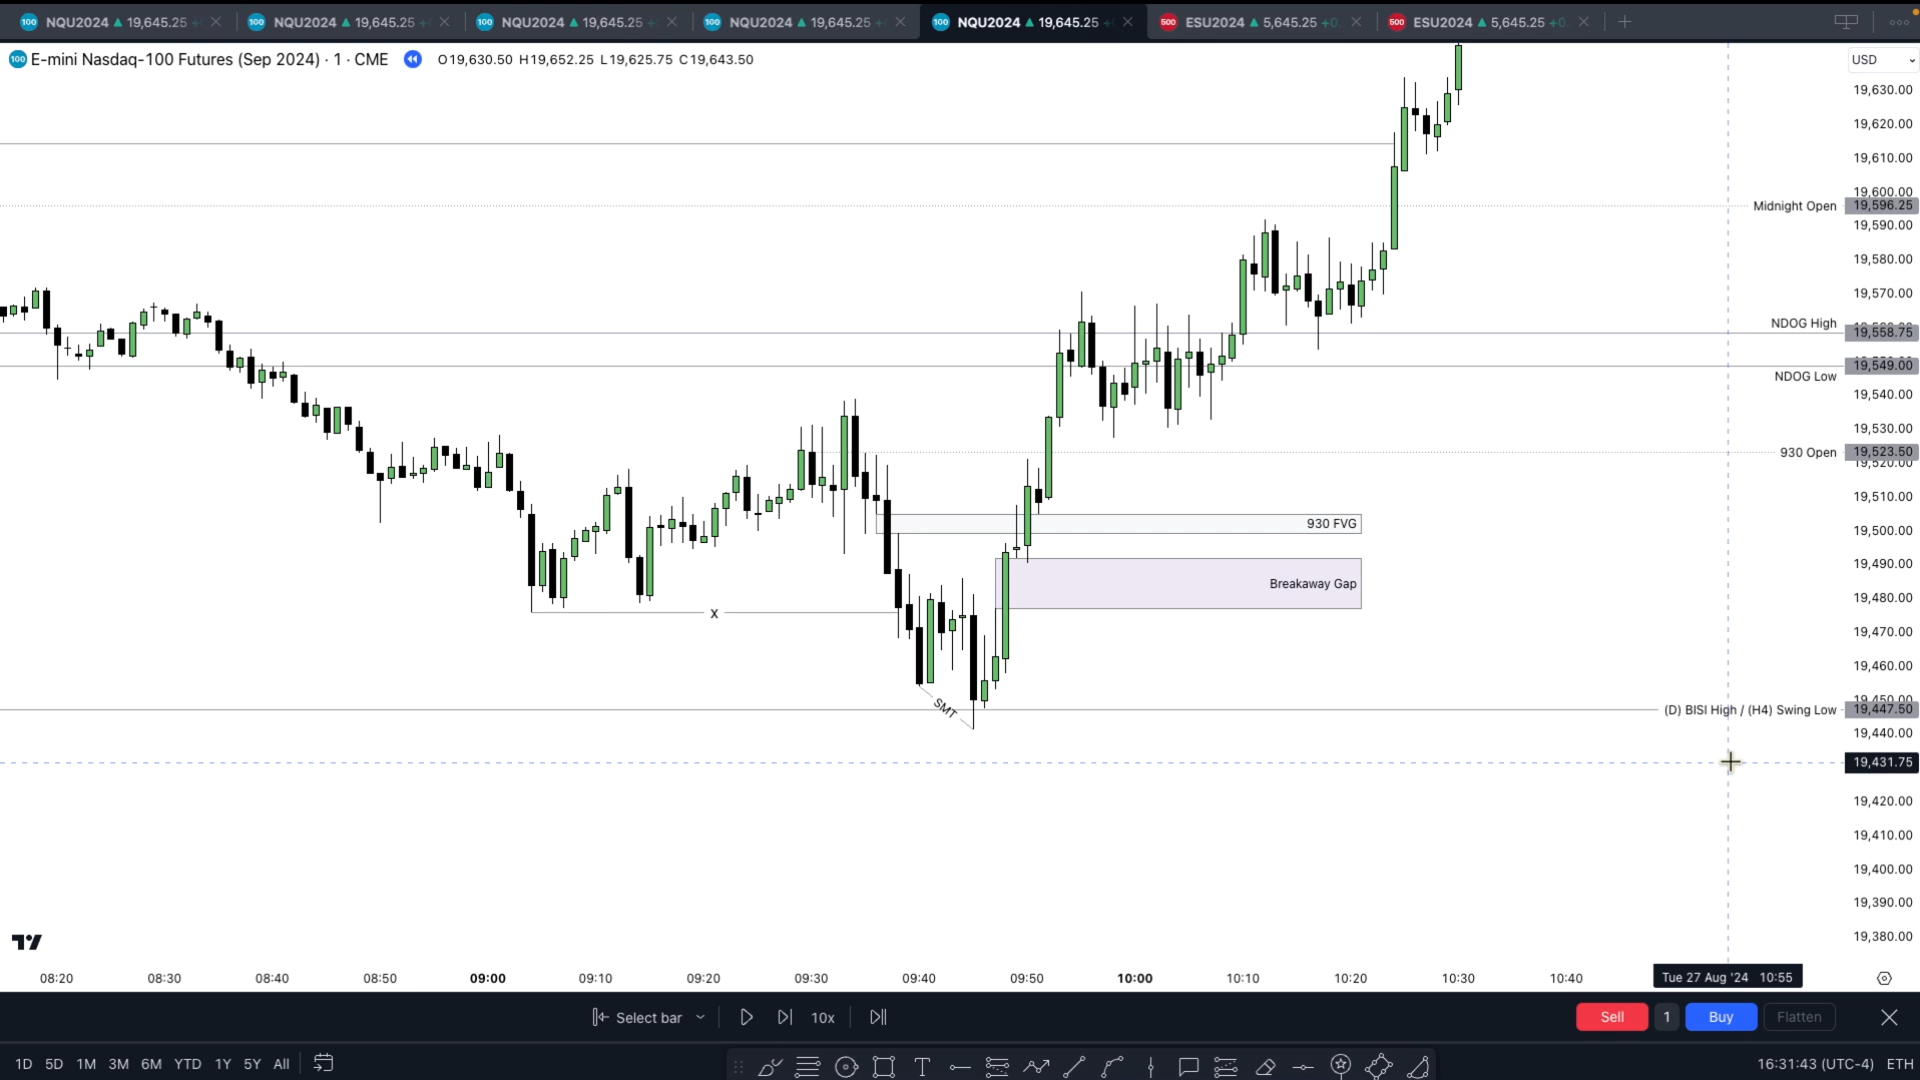 NQU2024 ▲ 19,645.25
NQU2024 ▲ 19,645.25
NQU2024 ▲ 19,645.25
NQU2024 ▲ 19,645.25
NQU2024 ▲ 19,645.25
ESU2024 ▲ 5,645.25 +0
ESU2024 ▲ 5,645.25 +0
E-mini Nasdaq-100 Futures (Sep 2024) · 1 · CME
O19,630.50 H19,652.25 L19,625.75 C19,643.50
USD
19,630.00
19,620.00
19,610.00
19,600.00
Midnight Open 19,596.25
19,590.00
19,580.00
19,570.00
NDOG High 19,558.75
19,549.00
NDOG Low
19,540.00
19,530.00
930 Open 19,523.50
19,520.00
19,510.00
930 FVG
19,500.00
19,490.00
Breakaway Gap
19,480.00
X
19,470.00
19,460.00
19,450.00
SMT
(D) BISI High / (H4) Swing Low 19,447.50
19,440.00
19,431.75
19,420.00
19,410.00
19,400.00
19,390.00
19,380.00
08:20 08:30 08:40 08:50 09:00 09:10 09:20 09:30 09:40 09:50 10:00 10:10 10:20 10:30 10:40 Tue 27 Aug '24 10:55
Select bar 10x Sell 1 Buy Flatten
1D 5D 1M 3M 6M YTD 1Y 5Y All 16:31:43 (UTC-4) ETH